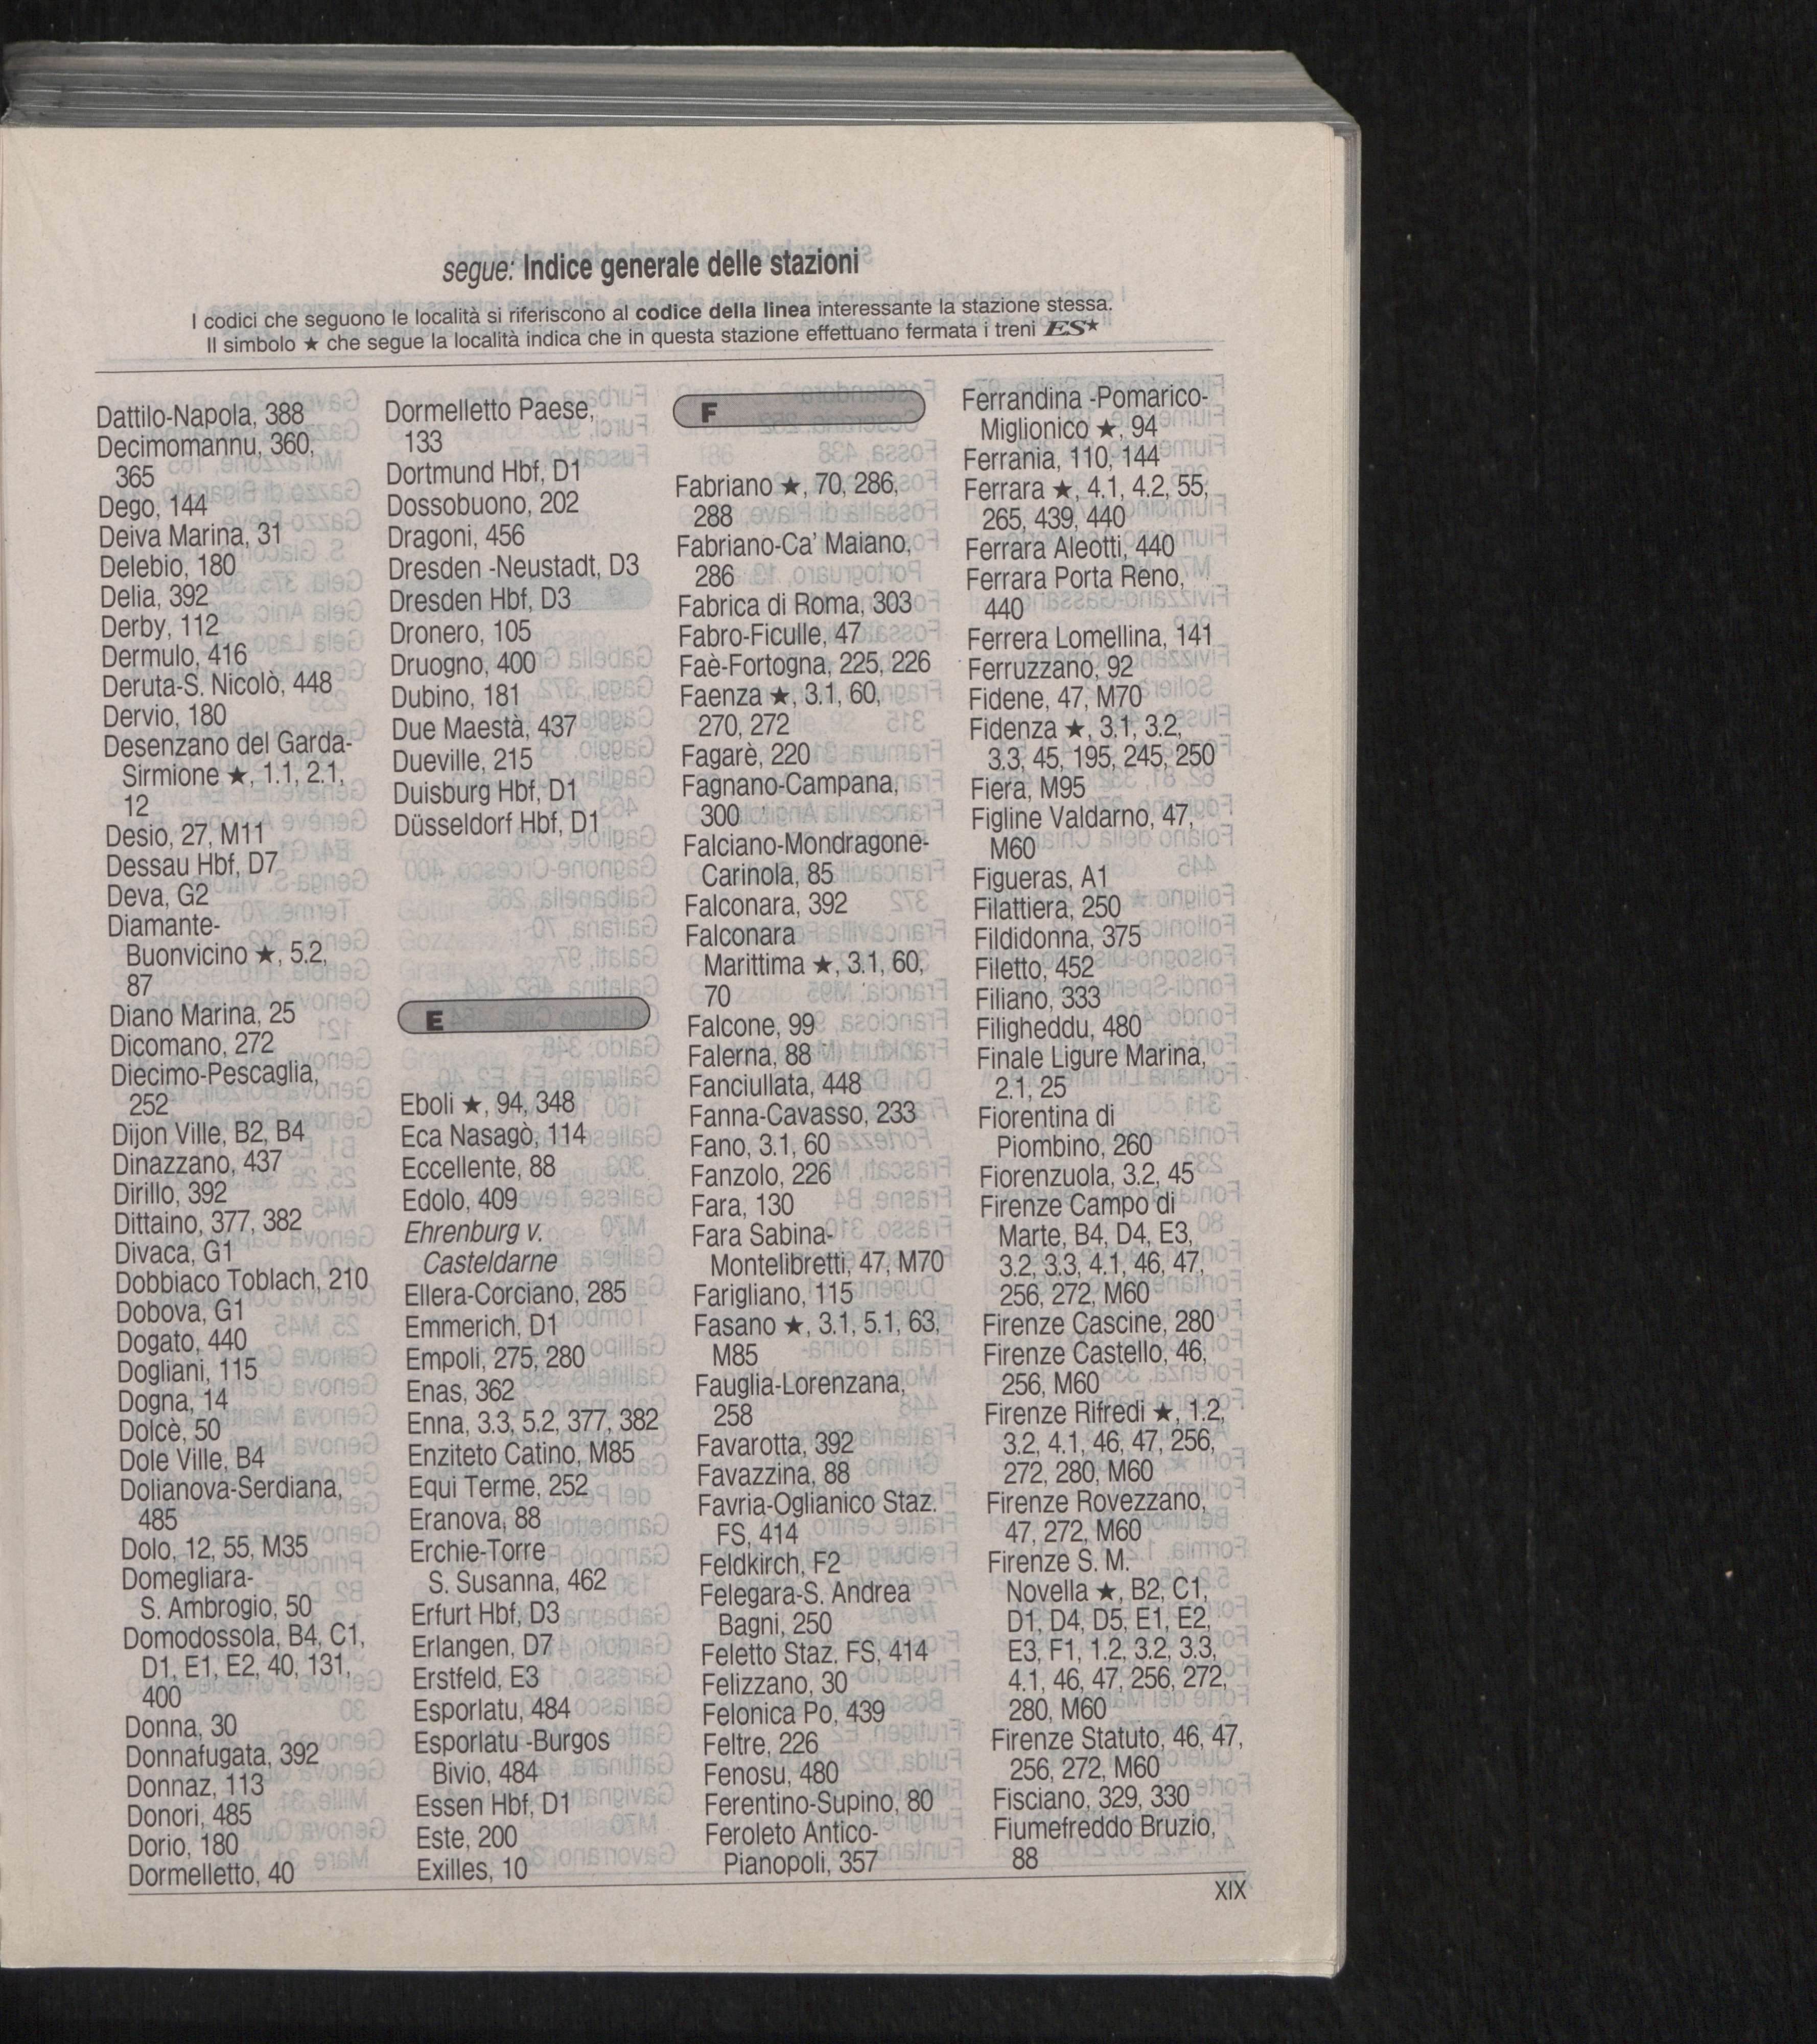 segue: Indice generale delle stazioni
I codici che seguono le località si riferiscono al codice della linea interessante la stazione stessa.
Il simbolo ★ che segue la località indica che in questa stazione effettuano fermata i treni ES★
Dattilo-Napola, 388
Decimomannu, 360,
365
Dego, 144
Deiva Marina, 31
Delebio, 180
Delia, 392
Derby, 112
Dermulo, 416
Deruta-S. Nicolò, 448
Dervio, 180
Desenzano del Garda-
Sirmione ★, 1.1, 2.1,
12
Desio, 27, M11
Dessau Hbf, D7
Deva, G2
Diamante-
Buonvicino ★, 5.2,
87
Diano Marina, 25
Dicomano, 272
Diecimo-Pescaglia,
252
Dijon Ville, B2, B4
Dinazzano, 437
Dirillo, 392
Dittaino, 377, 382
Divaca, G1
Dobbiaco Toblach, 210
Dobova, G1
Dogato, 440
Dogliani, 115
Dogna, 14
Dolcè, 50
Dole Ville, B4
Dolianova-Serdiana,
485
Dolo, 12, 55, M35
Domegliara-
S. Ambrogio, 50
Domodossola, B4, C1,
D1, E1, E2, 40, 131,
400
Donna, 30
Donnafugata, 392
Donnaz, 113
Donori, 485
Dorio, 180
Dormelletto, 40
Dormelletto Paese,
133
Dortmund Hbf, D1
Dossobuono, 202
Dragoni, 456
Dresden -Neustadt, D3
Dresden Hbf, D3
Dronero, 105
Druogno, 400
Dubino, 181
Due Maestà, 437
Dueville, 215
Duisburg Hbf, D1
Düsseldorf Hbf, D1
E
Eboli ★, 94, 348
Eca Nasagò, 114
Eccellente, 88
Edolo, 409
Ehrenburg v.
Casteldarne
Ellera-Corciano, 285
Emmerich, D1
Empoli, 275, 280
Enas, 362
Enna, 3.3, 5.2, 377, 382
Enziteto Catino, M85
Equi Terme, 252
Eranova, 88
Erchie-Torre
S. Susanna, 462
Erfurt Hbf, D3
Erlangen, D7
Erstfeld, E3
Esporlatu, 484
Esporlatu -Burgos
Bivio, 484
Essen Hbf, D1
Este, 200
Exilles, 10
F
Fabriano ★, 70, 286,
288
Fabriano-Ca' Maiano,
286
Fabrica di Roma, 303
Fabro-Ficulle, 47
Faè-Fortogna, 225, 226
Faenza ★, 3.1, 60,
270, 272
Fagarè, 220
Fagnano-Campana,
300
Falciano-Mondragone-
Carinola, 85
Falconara, 392
Falconara
Marittima ★, 3.1, 60,
70
Falcone, 99
Falerna, 88
Fanciullata, 448
Fanna-Cavasso, 233
Fano, 3.1, 60
Fanzolo, 226
Fara, 130
Fara Sabina-
Montelibretti, 47, M70
Farigliano, 115
Fasano ★, 3.1, 5.1, 63,
M85
Fauglia-Lorenzana,
258
Favarotta, 392
Favazzina, 88
Favria-Oglianico Staz.
FS, 414
Feldkirch, F2
Felegara-S. Andrea
Bagni, 250
Feletto Staz. FS, 414
Felizzano, 30
Felonica Po, 439
Feltre, 226
Fenosu, 480
Ferentino-Supino, 80
Feroleto Antico-
Pianopoli, 357
Ferrandina -Pomarico-
Miglionico ★, 94
Ferrania, 110, 144
Ferrara ★, 4.1, 4.2, 55,
265, 439, 440
Ferrara Aleotti, 440
Ferrara Porta Reno,
440
Ferrera Lomellina, 141
Ferruzzano, 92
Fidene, 47, M70
Fidenza ★, 3.1, 3.2,
3.3, 45, 195, 245, 250
Fiera, M95
Figline Valdarno, 47,
M60
Figueras, A1
Filattiera, 250
Fildidonna, 375
Filetto, 452
Filiano, 333
Filigheddu, 480
Finale Ligure Marina,
2.1, 25
Fiorentina di
Piombino, 260
Fiorenzuola, 3.2, 45
Firenze Campo di
Marte, B4, D4, E3,
3.2, 3.3, 4.1, 46, 47,
256, 272, M60
Firenze Cascine, 280
Firenze Castello, 46,
256, M60
Firenze Rifredi ★, 1.2,
3.2, 4.1, 46, 47, 256,
272, 280, M60
Firenze Rovezzano,
47, 272, M60
Firenze S. M.
Novella ★, B2, C1,
D1, D4, D5, E1, E2,
E3, F1, 1.2, 3.2, 3.3,
4.1, 46, 47, 256, 272,
280, M60
Firenze Statuto, 46, 47,
256, 272, M60
Fisciano, 329, 330
Fiumefreddo Bruzio,
88
XIX